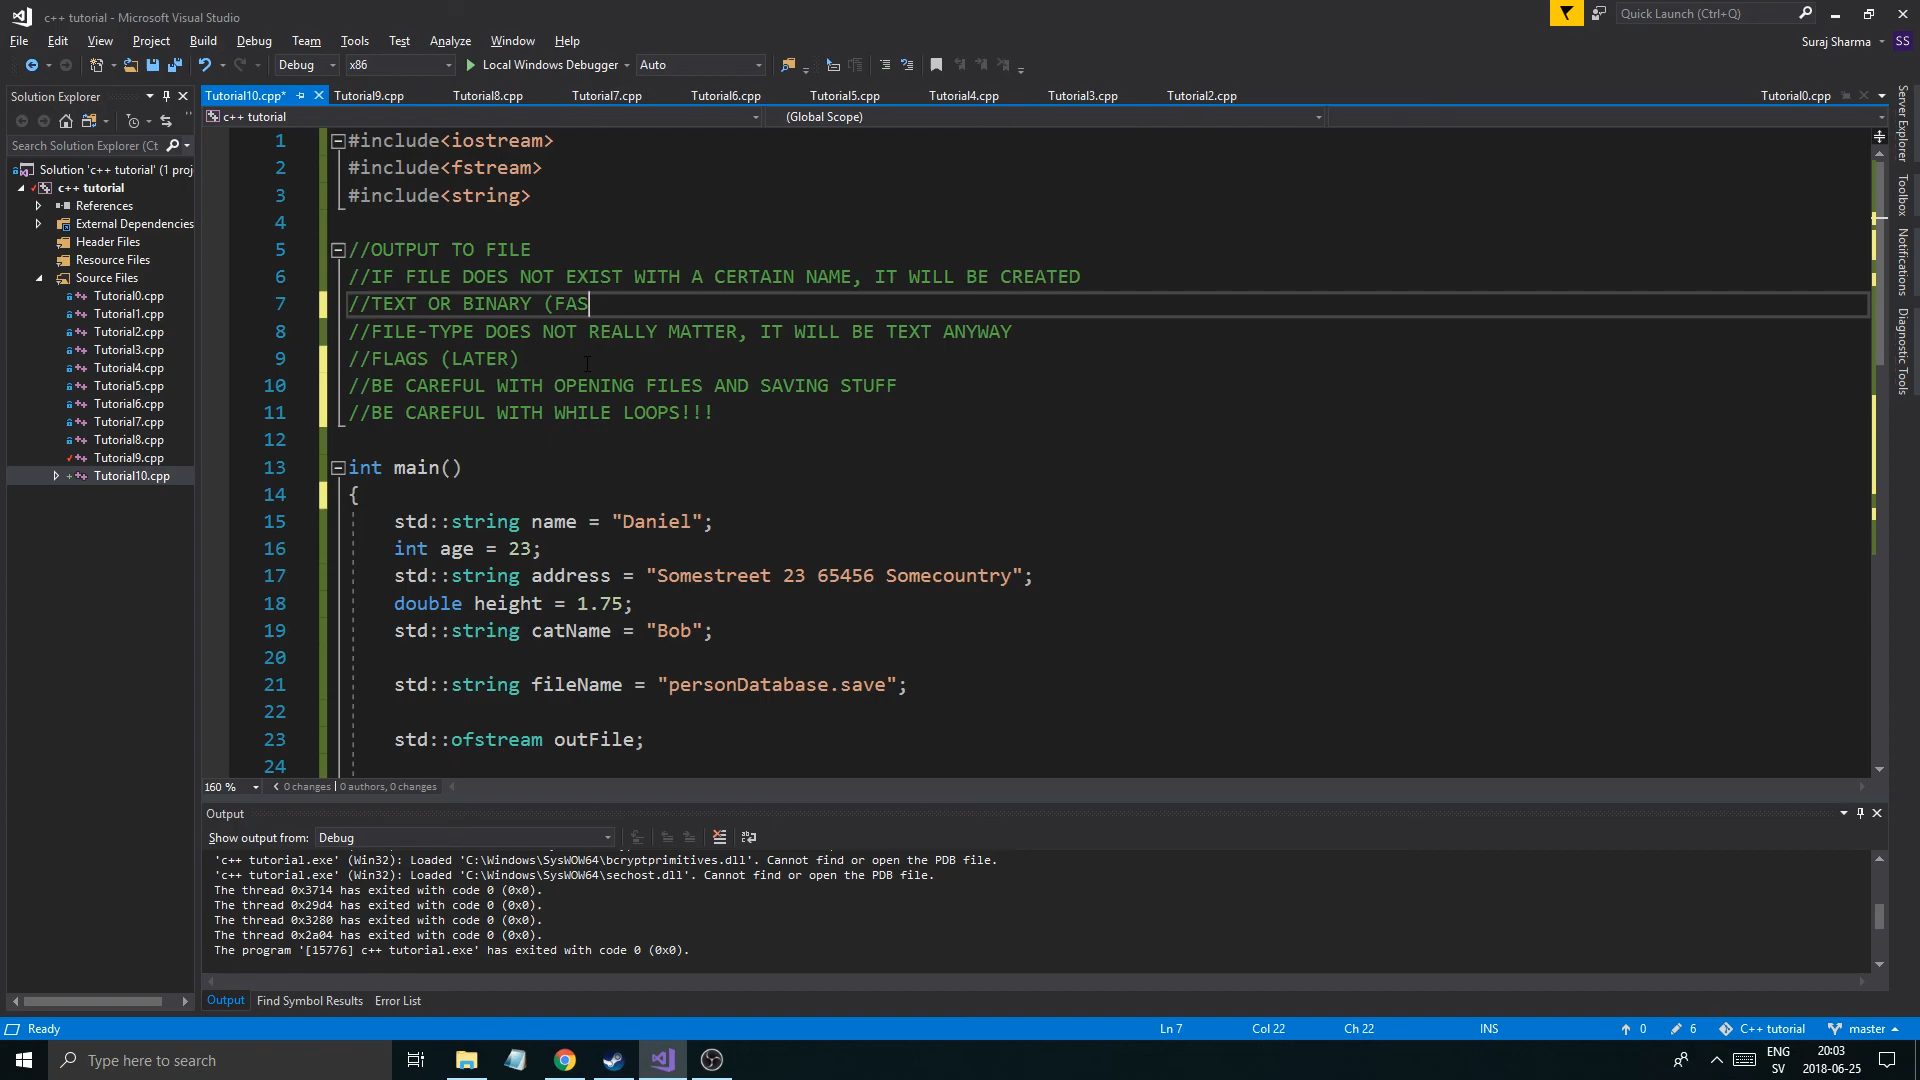 c++ tutorial - Microsoft Visual Studio
Quick Launch (Ctrl+Q)
File Edit View Project Build Debug Team Tools Test Analyze Window Help
Suraj Sharma SS
Debug x86 Local Windows Debugger Auto
Solution Explorer
Search Solution Explorer (Ct
Solution 'c++ tutorial' (1 proj
c++ tutorial
References
External Dependencies
Header Files
Resource Files
Source Files
Tutorial0.cpp
Tutorial1.cpp
Tutorial2.cpp
Tutorial3.cpp
Tutorial4.cpp
Tutorial5.cpp
Tutorial6.cpp
Tutorial7.cpp
Tutorial8.cpp
Tutorial9.cpp
Tutorial10.cpp
Tutorial10.cpp* Tutorial9.cpp Tutorial8.cpp Tutorial7.cpp Tutorial6.cpp Tutorial5.cpp Tutorial4.cpp Tutorial3.cpp Tutorial2.cpp Tutorial0.cpp
c++ tutorial (Global Scope)
1 #include<iostream>
2 #include<fstream>
3 #include<string>
4
5 //OUTPUT TO FILE
6 //IF FILE DOES NOT EXIST WITH A CERTAIN NAME, IT WILL BE CREATED
7 //TEXT OR BINARY (FAS
8 //FILE-TYPE DOES NOT REALLY MATTER, IT WILL BE TEXT ANYWAY
9 //FLAGS (LATER)
10 //BE CAREFUL WITH OPENING FILES AND SAVING STUFF
11 //BE CAREFUL WITH WHILE LOOPS!!!
12
13 int main()
14 {
15 std::string name = "Daniel";
16 int age = 23;
17 std::string address = "Somestreet 23 65456 Somecountry";
18 double height = 1.75;
19 std::string catName = "Bob";
20
21 std::string fileName = "personDatabase.save";
22
23 std::ofstream outFile;
24
160 % 0 changes | 0 authors, 0 changes
Server Explorer
Toolbox
Notifications
Diagnostic Tools
Output
Show output from: Debug
'c++ tutorial.exe' (Win32): Loaded 'C:\Windows\SysWOW64\bcryptprimitives.dll'. Cannot find or open the PDB file.
'c++ tutorial.exe' (Win32): Loaded 'C:\Windows\SysWOW64\sechost.dll'. Cannot find or open the PDB file.
The thread 0x3714 has exited with code 0 (0x0).
The thread 0x29d4 has exited with code 0 (0x0).
The thread 0x3280 has exited with code 0 (0x0).
The thread 0x2a04 has exited with code 0 (0x0).
The program '[15776] c++ tutorial.exe' has exited with code 0 (0x0).
Output Find Symbol Results Error List
Ready Ln 7 Col 22 Ch 22 INS 0 6 C++ tutorial master
Type here to search
ENG
SV
20:03
2018-06-25